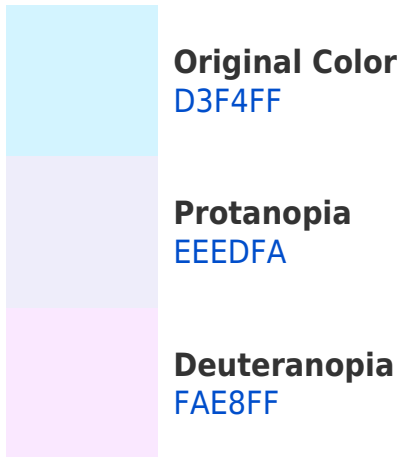 Original Color
D3F4FF
Protanopia
EEEDFA
Deuteranopia
FAE8FF